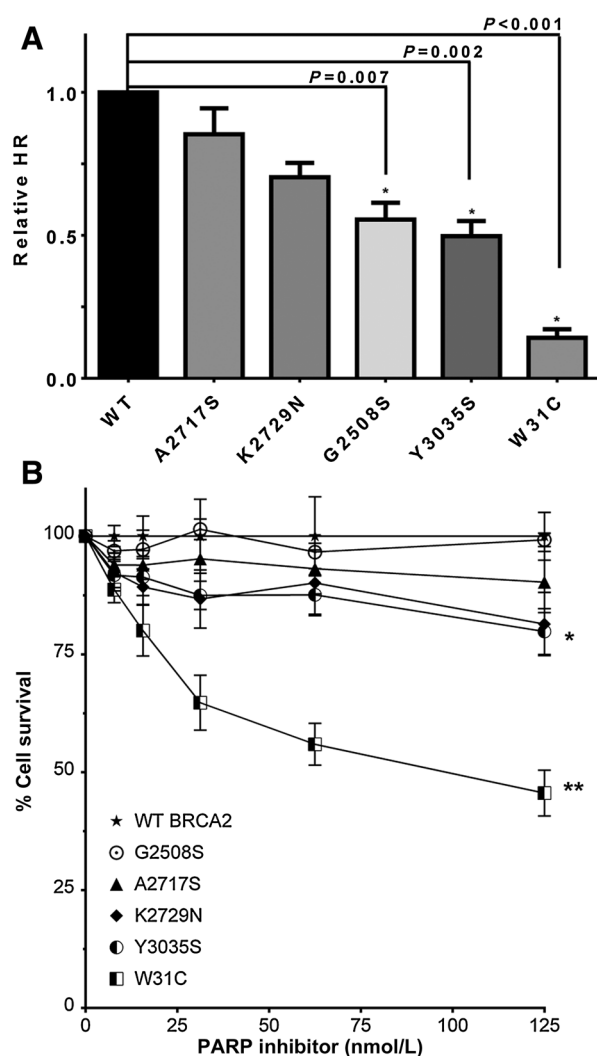 A
P<0.001
P=0.002
P=0.007
1.0
0.5
0.0
Relative HR
*
*
*
WT
A2717S
K2729N
G2508S
Y3035S
W31C
B
100
75
50
25
0
% Cell survival
*
**
WT BRCA2
G2508S
A2717S
K2729N
Y3035S
W31C
0
25
50
75
100
125
PARP inhibitor (nmol/L)